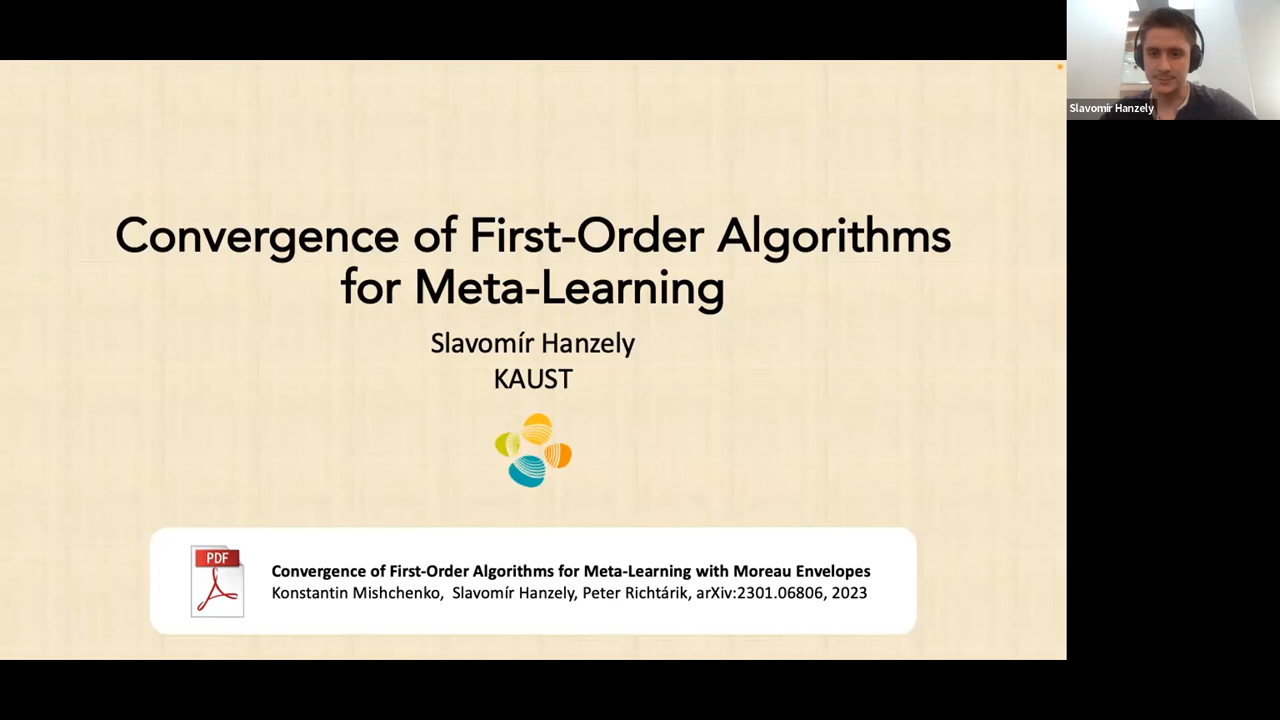 Convergence of First-Order Algorithms
for Meta-Learning
Slavomír Hanzely
KAUST
PDF
Convergence of First-Order Algorithms for Meta-Learning with Moreau Envelopes
Konstantin Mishchenko, Slavomír Hanzely, Peter Richtárik, arXiv:2301.06806, 2023
Slavomír Hanzely